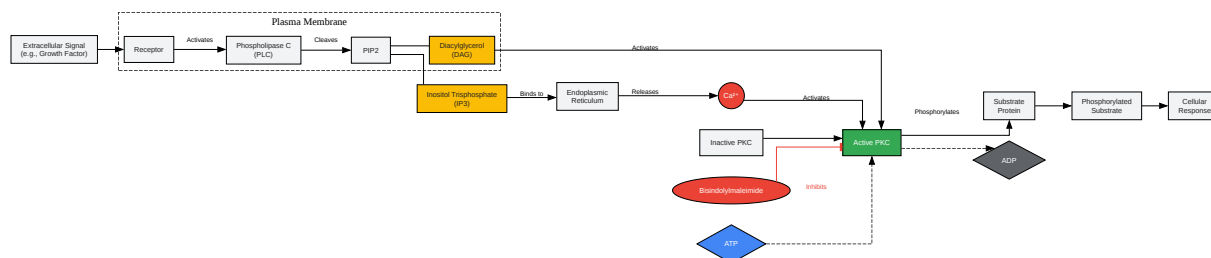 Plasma Membrane
Extracellular Signal
(e.g., Growth Factor)
Receptor
Activates
Phospholipase C
(PLC)
Cleaves
PIP2
Diacylglycerol
(DAG)
Activates
Inositol Trisphosphate
(IP3)
Binds to
Endoplasmic
Reticulum
Releases
Ca²⁺
Activates
Inactive PKC
Active PKC
Phosphorylates
Substrate
Protein
Phosphorylated
Substrate
Cellular
Response
ADP
Bisindolylmaleimide
Inhibits
ATP